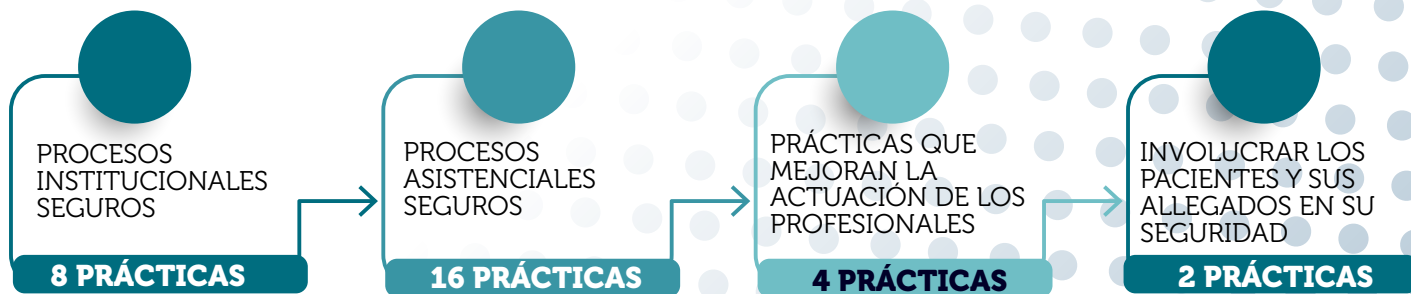 PROCESOS
INSTITUCIONALES
SEGUROS
8 PRÁCTICAS
PROCESOS
ASISTENCIALES
SEGUROS
16 PRÁCTICAS
PRÁCTICAS QUE
MEJORAN LA
ACTUACIÓN DE LOS
PROFESIONALES
4 PRÁCTICAS
INVOLUCRAR LOS
PACIENTES Y SUS
ALLEGADOS EN SU
SEGURIDAD
2 PRÁCTICAS